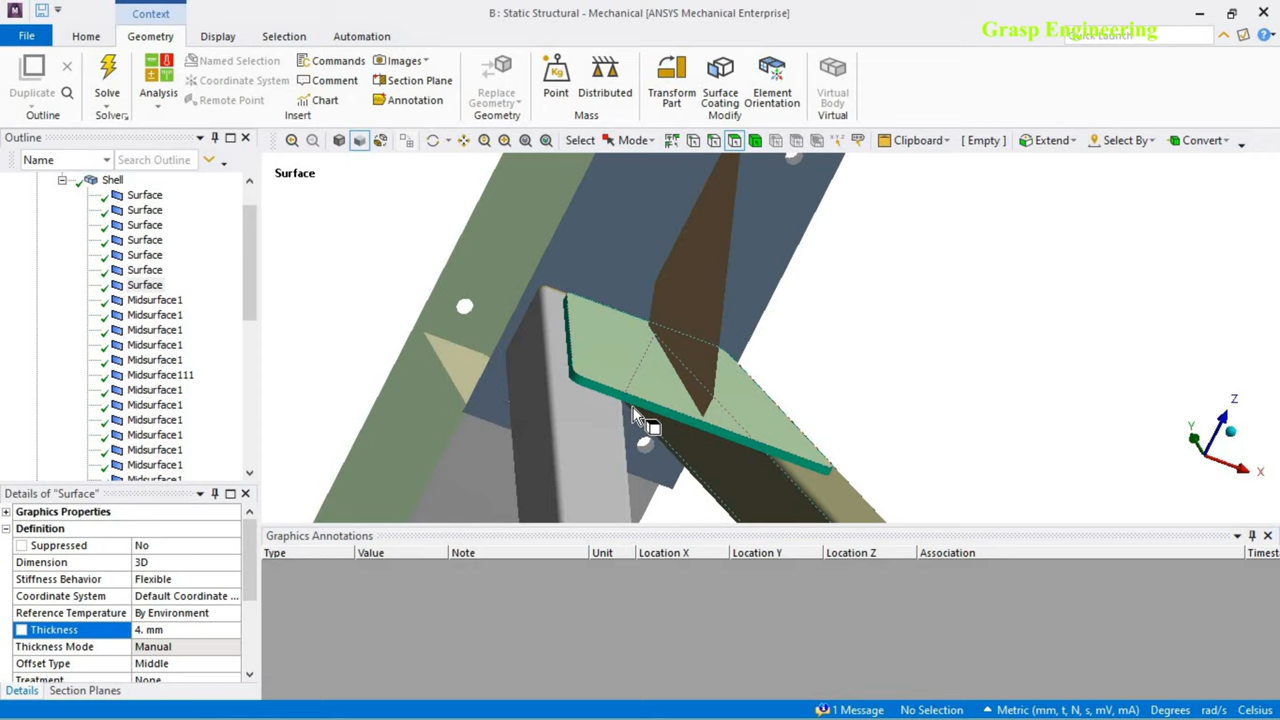 B : Static Structural - Mechanical [ANSYS Mechanical Enterprise]
Context
Grasp Engineering
File Home Geometry Display Selection Automation
Quick Launch
Duplicate
Outline
Solve
Solver
Analysis
Named Selection
Coordinate System
Remote Point
Commands
Comment
Chart
Images
Section Plane
Annotation
Insert
Replace
Geometry
Geometry
Point
Distributed
Mass
Transform
Part
Surface
Coating
Element
Orientation
Modify
Virtual
Body
Virtual
Outline
Select Mode Clipboard [ Empty ] Extend Select By Convert
Name Search Outline
Surface
Shell
Surface
Surface
Surface
Surface
Surface
Surface
Surface
Midsurface1
Midsurface1
Midsurface1
Midsurface1
Midsurface1
Midsurface111
Midsurface1
Midsurface1
Midsurface1
Midsurface1
Midsurface1
Midsurface1
Z
Y
X
Details of "Surface"
Graphics Properties
Definition
Suppressed No
Dimension 3D
Stiffness Behavior Flexible
Coordinate System Default Coordinate ...
Reference Temperature By Environment
Thickness 4. mm
Thickness Mode Manual
Offset Type Middle
Treatment None
Details Section Planes
Graphics Annotations
Type Value Note Unit Location X Location Y Location Z Association Timest
1 Message No Selection Metric (mm, t, N, s, mV, mA) Degrees rad/s Celsius